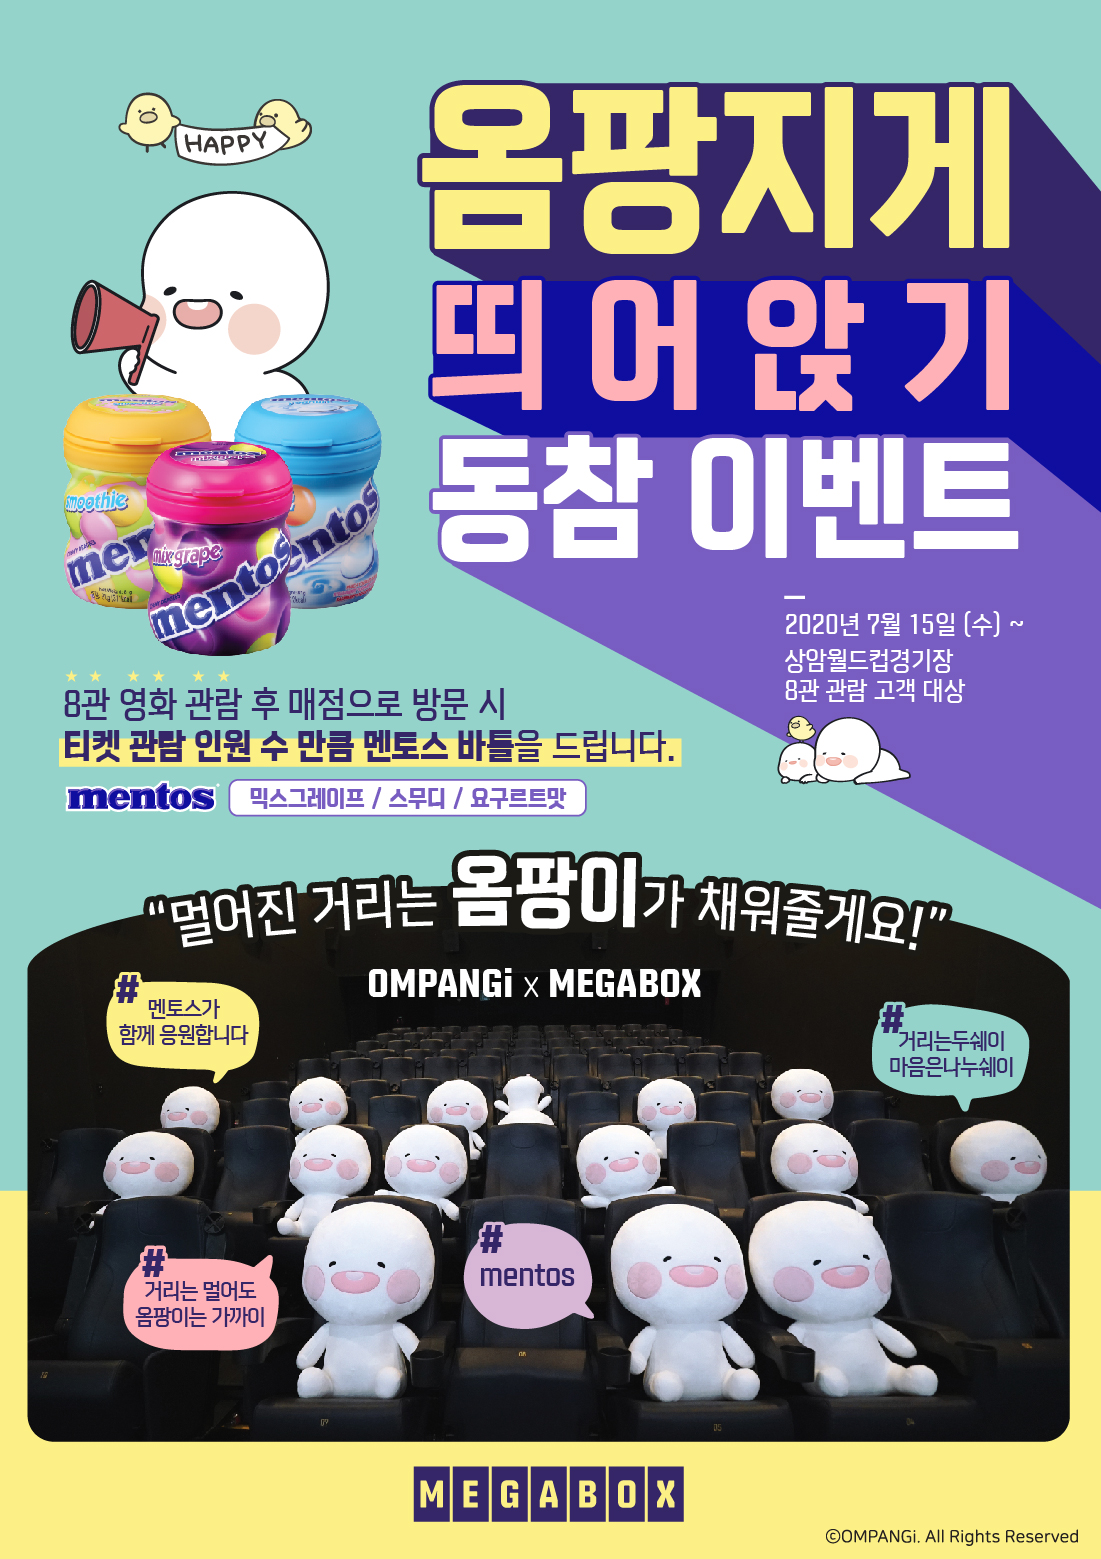 HAPPY
옴팡지게
띄 어 앉 기
동참 이벤트
2020년 7월 15일 (수) ~
상암월드컵경기장
8관 관람 고객 대상
mentos
smoothie
mentos
mix grape
mentos
mentos
8관 영화 관람 후 매점으로 방문 시
티켓 관람 인원 수 만큼 멘토스 바틀을 드립니다.
mentos 믹스그레이프 / 스무디 / 요구르트맛
“멀어진 거리는 옴팡이가 채워줄게요!”
OMPANGi x MEGABOX
# 멘토스가
함께 응원합니다
# 거리는두쉐이
마음은나누쉐이
# 거리는 멀어도
옴팡이는 가까이
# mentos
MEGABOX
©OMPANGi. All Rights Reserved